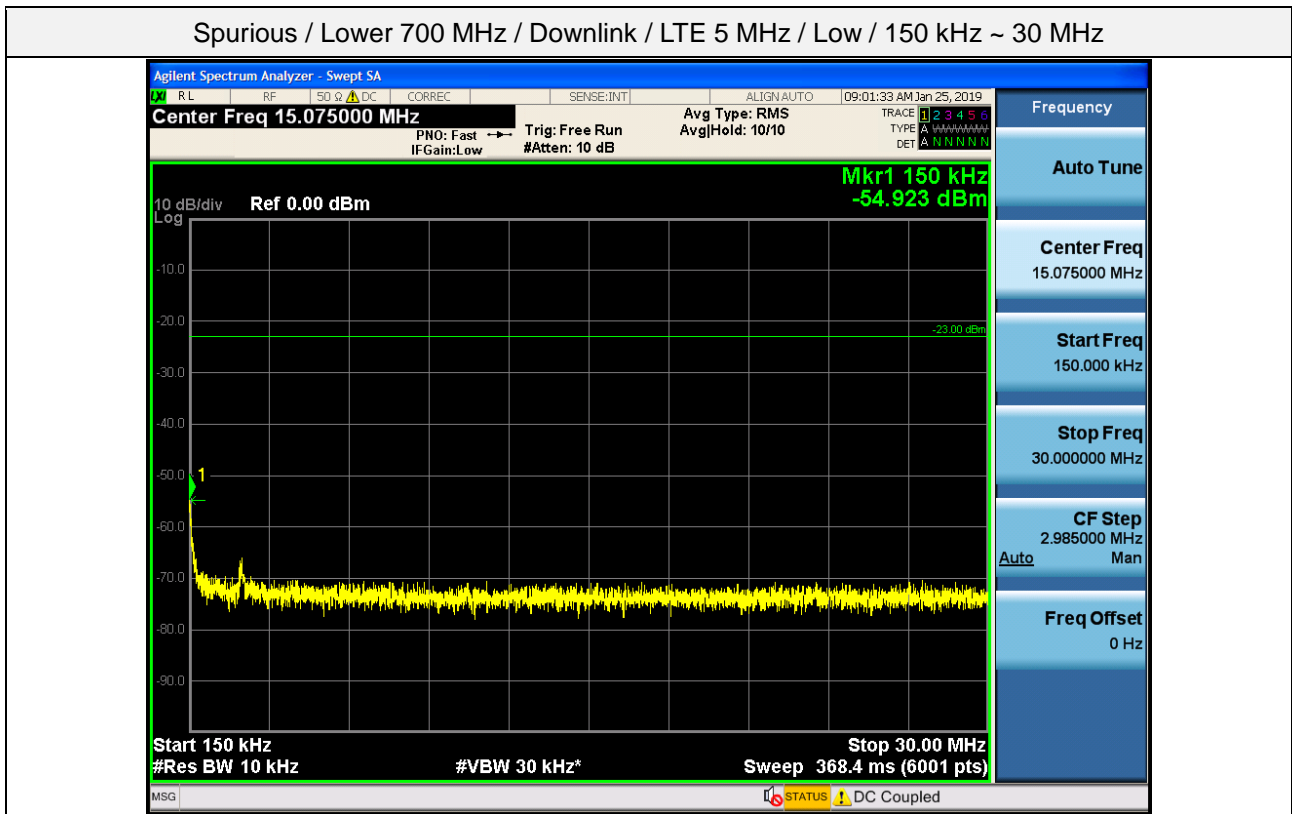 Spurious / Lower 700 MHz / Downlink / LTE 5 MHz / Low / 150 kHz ~ 30 MHz
Agilent Spectrum Analyzer - Swept SA
LXI RL RF 50 Ω DC CORREC SENSE:INT ALIGN AUTO 09:01:33 AM Jan 25, 2019
Center Freq 15.075000 MHz
PNO: Fast
IFGain:Low
Trig: Free Run
#Atten: 10 dB
Avg Type: RMS
Avg|Hold: 10/10
TRACE 1 2 3 4 5 6
TYPE A WWWWW
DET A N N N N N
Mkr1 150 kHz
-54.923 dBm
10 dB/div Ref 0.00 dBm
Log
-10.0
-20.0
-23.00 dBm
-30.0
-40.0
-50.0
1
-60.0
-70.0
-80.0
-90.0
Start 150 kHz Stop 30.00 MHz
#Res BW 10 kHz #VBW 30 kHz* Sweep 368.4 ms (6001 pts)
MSG STATUS DC Coupled
Frequency
Auto Tune
Center Freq
15.075000 MHz
Start Freq
150.000 kHz
Stop Freq
30.000000 MHz
CF Step
2.985000 MHz
Auto Man
Freq Offset
0 Hz